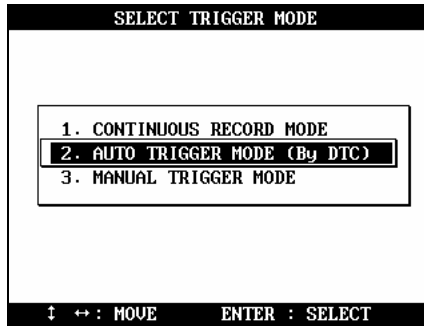 SELECT TRIGGER MODE
1. CONTINUOUS RECORD MODE
2. AUTO TRIGGER MODE (By DTC)
3. MANUAL TRIGGER MODE
↕ ↔: MOVE ENTER : SELECT